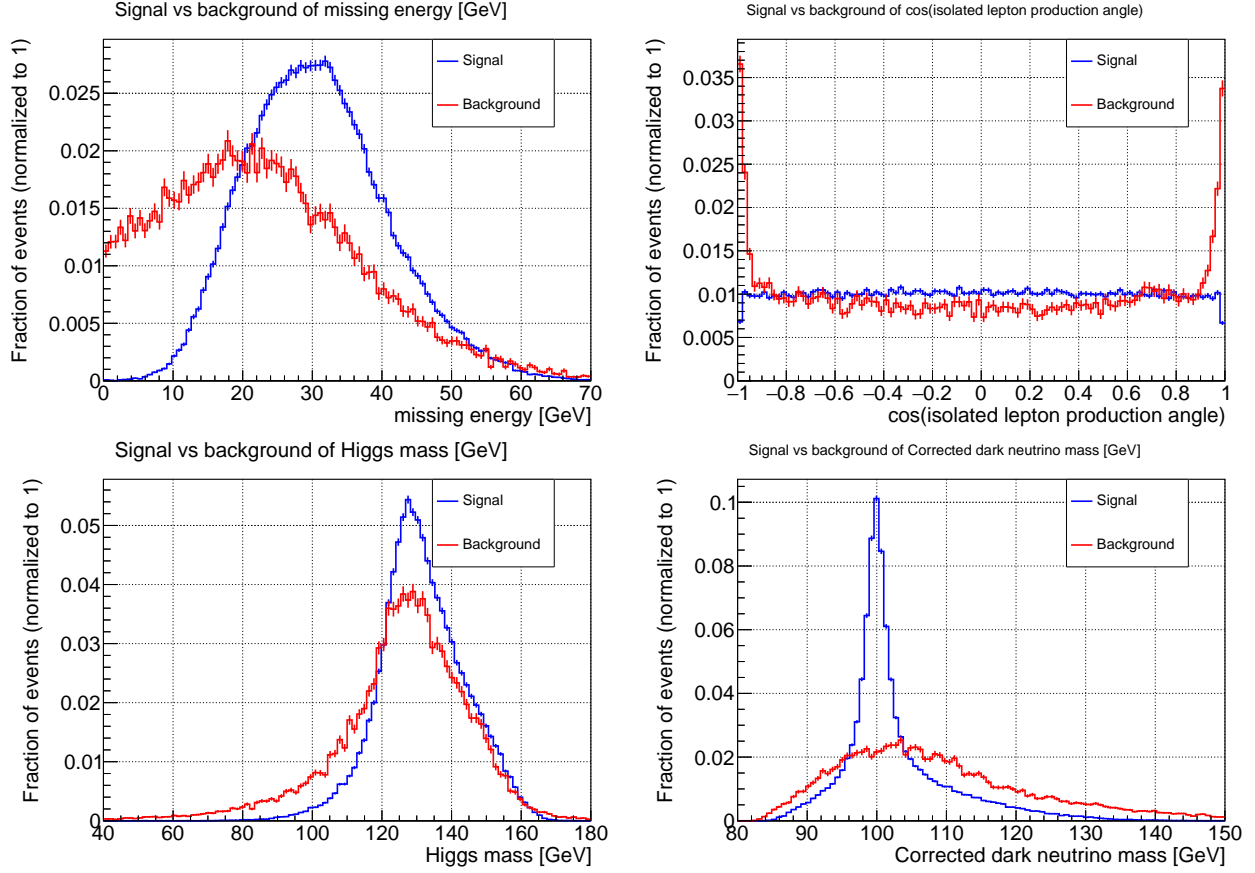 Signal vs background of missing energy [GeV]
Fraction of events (normalized to 1)
0.025
0.02
0.015
0.01
0.005
0
0 10 20 30 40 50 60 70
missing energy [GeV]
Signal
Background
Signal vs background of cos(isolated lepton production angle)
Fraction of events (normalized to 1)
0.035
0.03
0.025
0.02
0.015
0.01
0.005
0
−1 −0.8 −0.6 −0.4 −0.2 0 0.2 0.4 0.6 0.8 1
cos(isolated lepton production angle)
Signal
Background
Signal vs background of Higgs mass [GeV]
Fraction of events (normalized to 1)
0.05
0.04
0.03
0.02
0.01
0
40 60 80 100 120 140 160 180
Higgs mass [GeV]
Signal
Background
Signal vs background of Corrected dark neutrino mass [GeV]
Fraction of events (normalized to 1)
0.1
0.08
0.06
0.04
0.02
0
80 90 100 110 120 130 140 150
Corrected dark neutrino mass [GeV]
Signal
Background